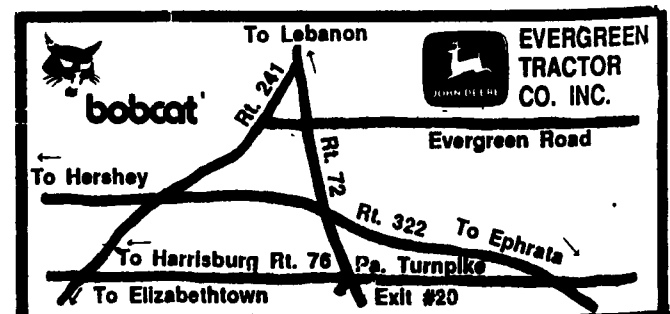 To Lebanon
bobcat
JOHN DEERE
EVERGREEN
TRACTOR
CO. INC.
Rt. 241
Evergreen Road
Rt. 72
To Hershey
Rt. 322
To Ephrata
To Harrisburg Rt. 76 Pa. Turnpike
To Elizabethtown
Exit #20